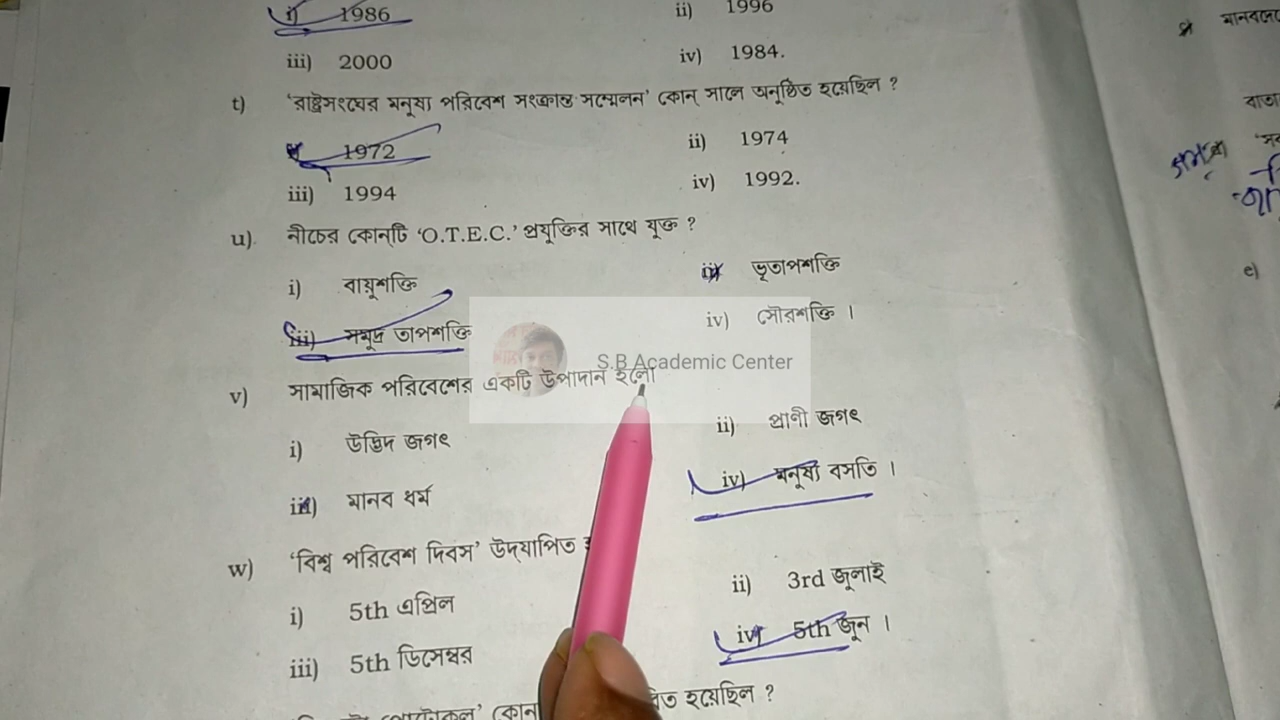 i) 1986 ii) 1996
iii) 2000 iv) 1984.
t) ‘রাষ্ট্রসংঘের মনুষ্য পরিবেশ সংক্রান্ত সম্মেলন’ কোন্ সালে অনুষ্ঠিত হয়েছিল ?
1972 ii) 1974
iii) 1994 iv) 1992.
u) নীচের কোন্‌টি ‘O.T.E.C.’ প্রযুক্তির সাথে যুক্ত ?
i) বায়ুশক্তি ii) ভূতাপশক্তি
iii) সমুদ্র তাপশক্তি iv) সৌরশক্তি ।
S.B Academic Center
v) সামাজিক পরিবেশের একটি উপাদান হলো
i) উদ্ভিদ জগৎ ii) প্রাণী জগৎ
iii) মানব ধর্ম iv) মনুষ্য বসতি ।
w) ‘বিশ্ব পরিবেশ দিবস’ উদ্‌যাপিত
i) 5th এপ্রিল ii) 3rd জুলাই
iii) 5th ডিসেম্বর iv) 5th জুন ।
কোন হয়েছিল ?
e)